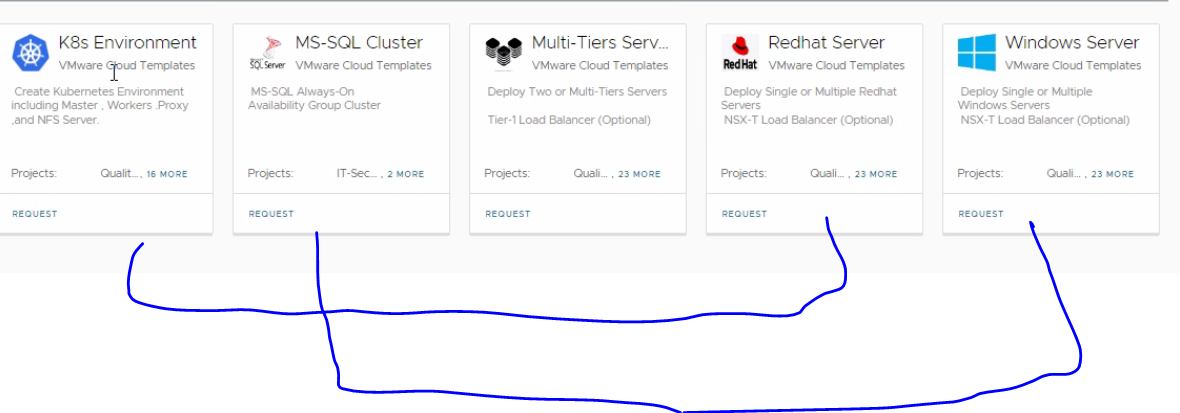 K8s Environment
VMware Cloud Templates
Create Kubernetes Environment
including Master , Workers .Proxy
,and NFS Server.
Projects: Qualit... , 16 MORE
REQUEST
SQL Server
MS-SQL Cluster
VMware Cloud Templates
MS-SQL Always-On
Availability Group Cluster
Projects: IT-Sec... , 2 MORE
REQUEST
Multi-Tiers Serv...
VMware Cloud Templates
Deploy Two or Multi-Tiers Servers
Tier-1 Load Balancer (Optional)
Projects: Quali... , 23 MORE
REQUEST
RedHat
Redhat Server
VMware Cloud Templates
Deploy Single or Multiple Redhat
Servers
NSX-T Load Balancer (Optional)
Projects: Quali... , 23 MORE
REQUEST
Windows Server
VMware Cloud Templates
Deploy Single or Multiple
Windows Servers
NSX-T Load Balancer (Optional)
Projects: Quali... , 23 MORE
REQUEST